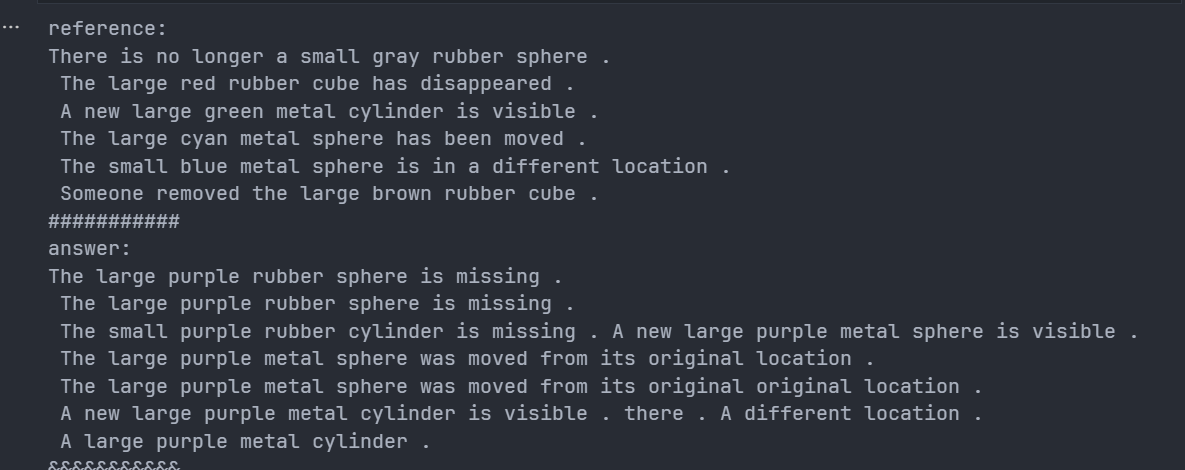 reference:
There is no longer a small gray rubber sphere .
The large red rubber cube has disappeared .
A new large green metal cylinder is visible .
The large cyan metal sphere has been moved .
The small blue metal sphere is in a different location .
Someone removed the large brown rubber cube .
###########
answer:
The large purple rubber sphere is missing .
The large purple rubber sphere is missing .
The small purple rubber cylinder is missing . A new large purple metal sphere is visible .
The large purple metal sphere was moved from its original location .
The large purple metal sphere was moved from its original original location .
A new large purple metal cylinder is visible . there . A different location .
A large purple metal cylinder .
&&&&&&&&&&&